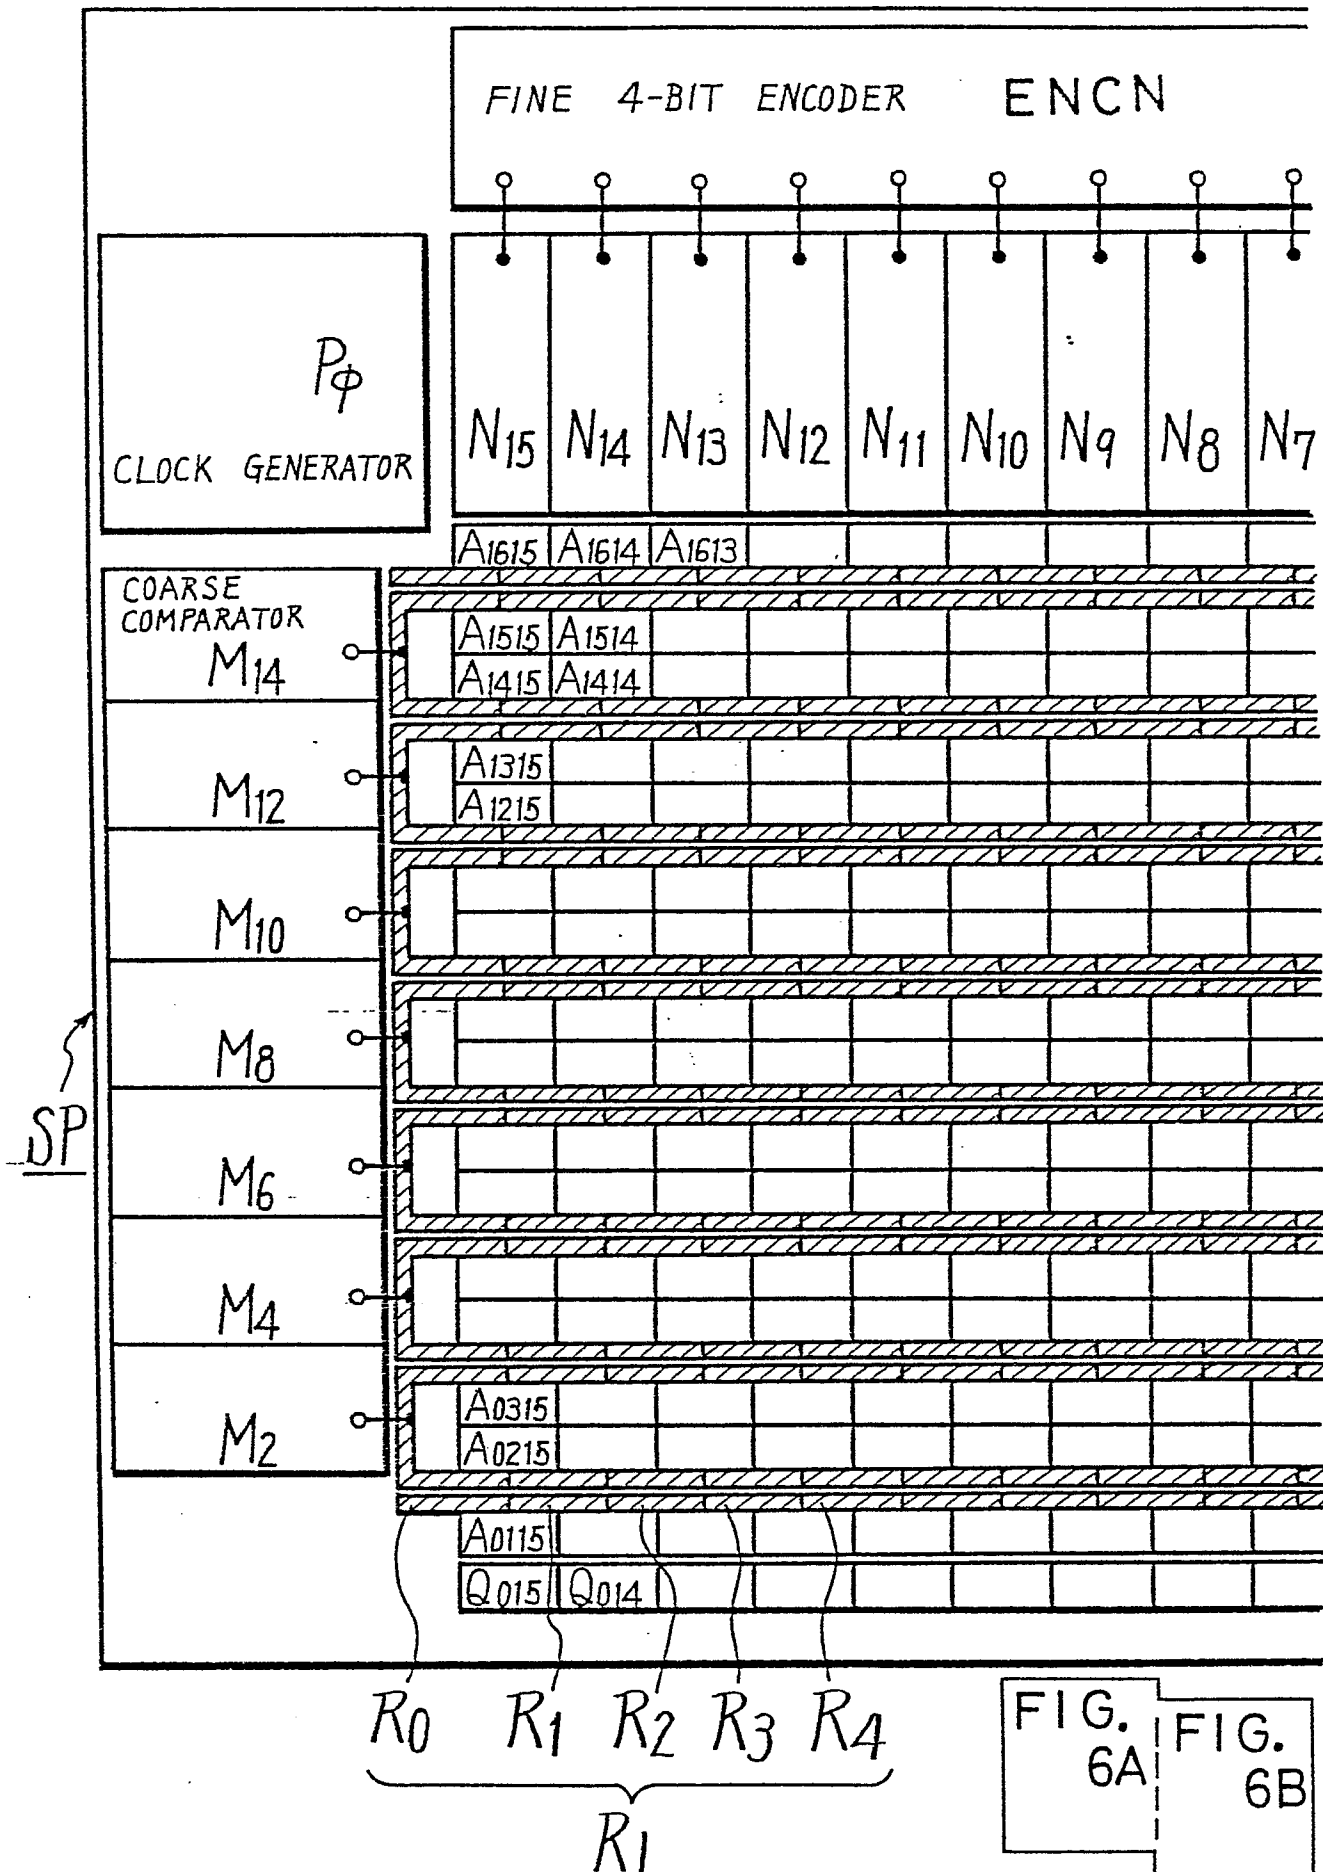 FINE 4-BIT ENCODER ENCN
Pφ
CLOCK GENERATOR
N15 N14 N13 N12 N11 N10 N9 N8 N7
A1615 A1614 A1613
COARSE
COMPARATOR
M14
A1515 A1514
A1415 A1414
M12
A1315
A1215
M10
M8
SP
M6
M4
M2
A0315
A0215
A0115
Q015 Q014
R0 R1 R2 R3 R4
RI
FIG.
6A
FIG.
6B